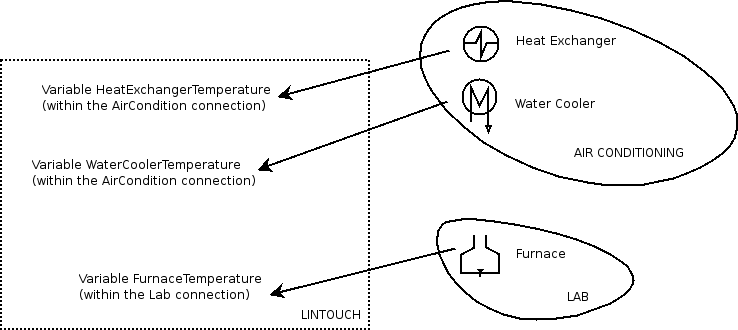 Heat Exchanger
Variable HeatExchangerTemperature
(within the AirCondition connection)
Water Cooler
AIR CONDITIONING
Variable WaterCoolerTemperature
(within the AirCondition connection)
Furnace
Variable FurnaceTemperature
(within the Lab connection)
LAB
LINTOUCH